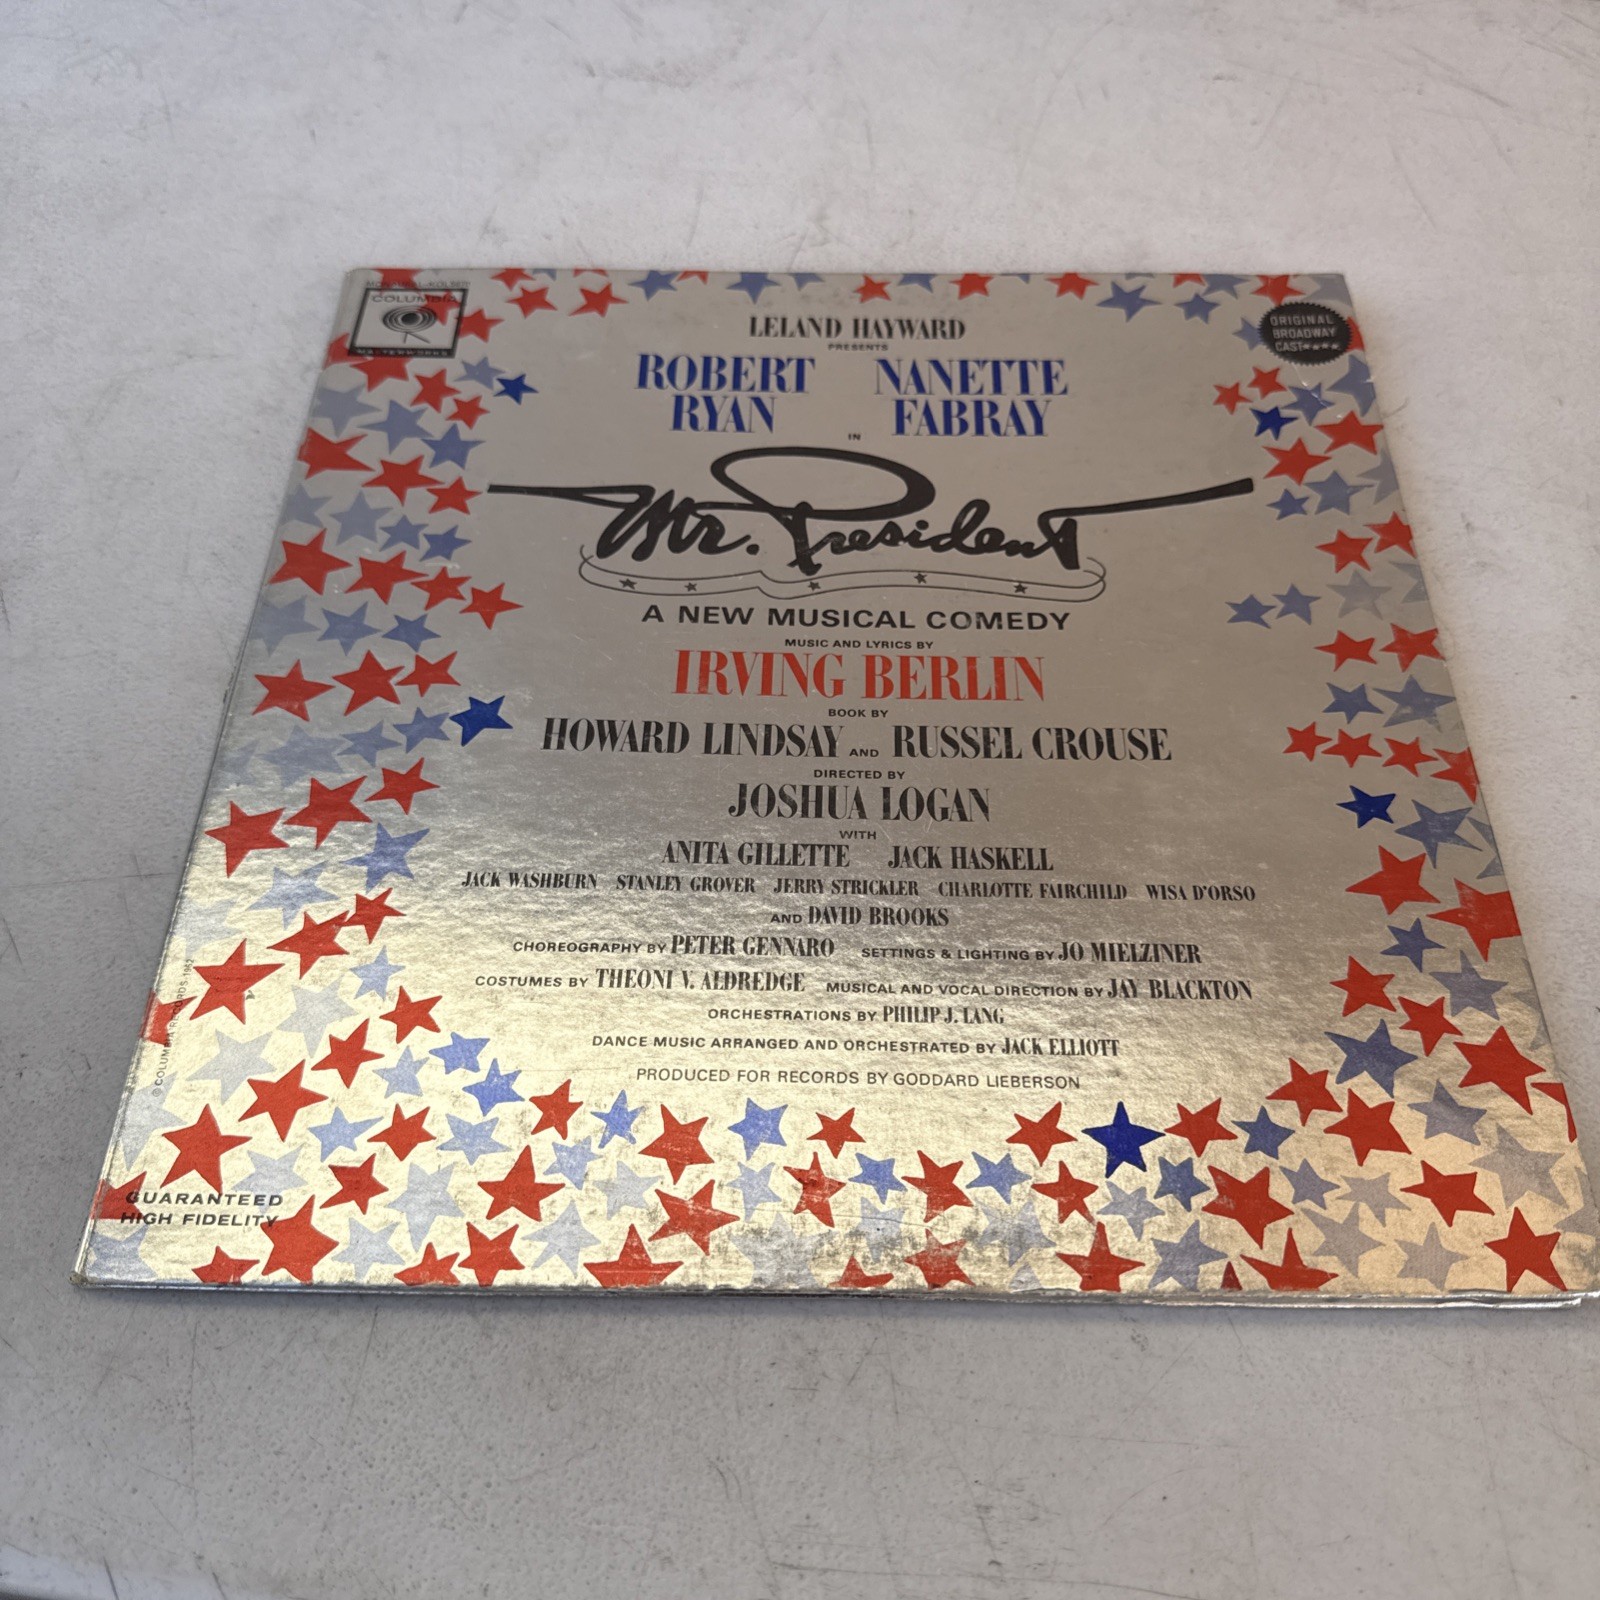 COLUMBIA
MASTERWORKS
ORIGINAL
BROADWAY
CAST
LELAND HAYWARD
PRESENTS
ROBERT RYAN
NANETTE FABRAY
IN
Mr. President
A NEW MUSICAL COMEDY
MUSIC AND LYRICS BY
IRVING BERLIN
BOOK BY
HOWARD LINDSAY AND RUSSEL CROUSE
DIRECTED BY
JOSHUA LOGAN
WITH
ANITA GILLETTE JACK HASKELL
JACK WASHBURN STANLEY GROVER JERRY STRICKLER CHARLOTTE FAIRCHILD WISA D'ORSO
AND DAVID BROOKS
CHOREOGRAPHY BY PETER GENNARO SETTINGS & LIGHTING BY JO MIELZINER
COSTUMES BY THEONI V. ALDREDGE MUSICAL AND VOCAL DIRECTION BY JAY BLACKTON
ORCHESTRATIONS BY PHILIP J. LANG
DANCE MUSIC ARRANGED AND ORCHESTRATED BY JACK ELLIOTT
PRODUCED FOR RECORDS BY GODDARD LIEBERSON
© COLUMBIA RECORDS 1962
GUARANTEED
HIGH FIDELITY